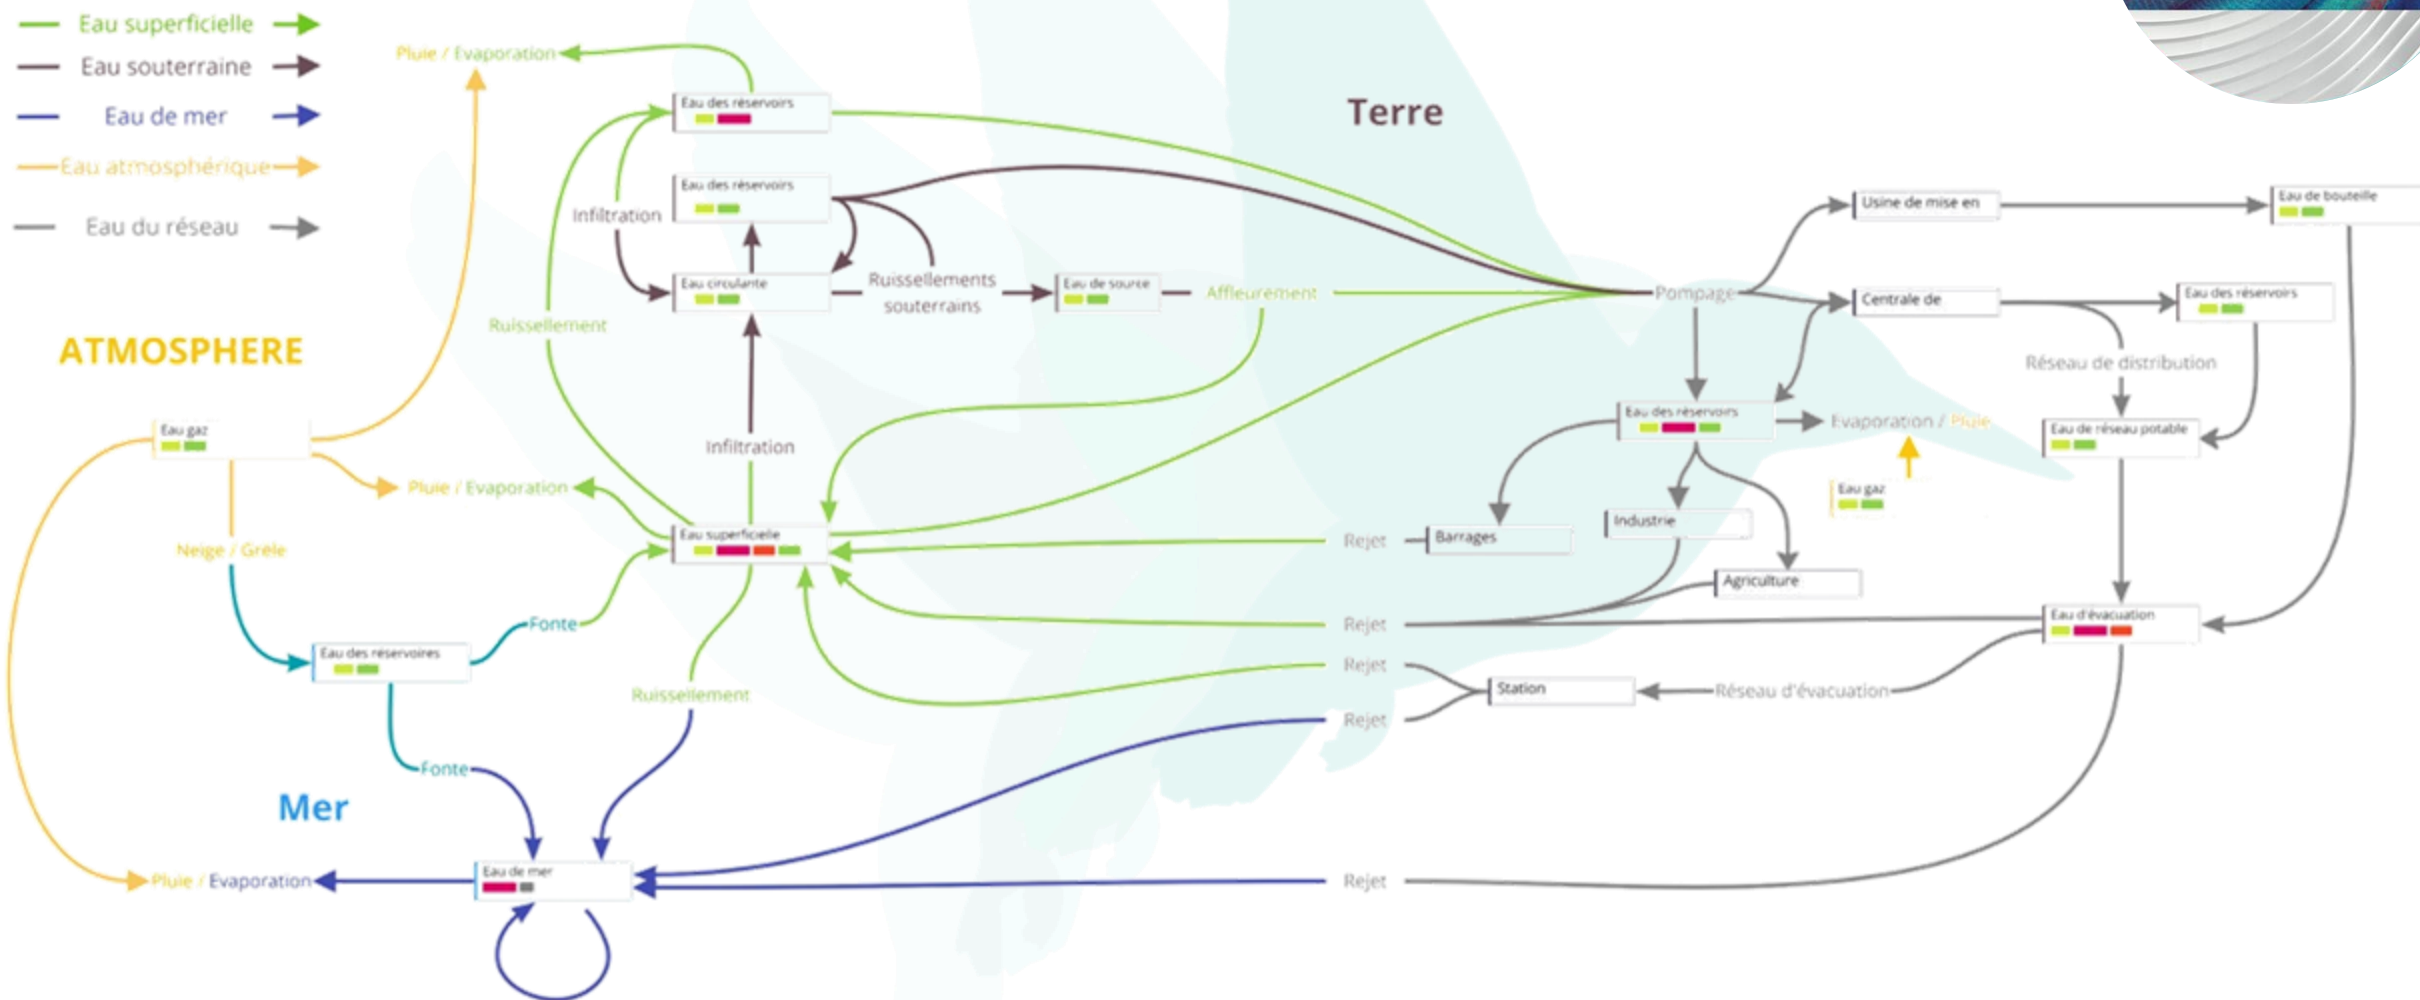 Eau superficielle
Eau souterraine
Eau de mer
Eau atmosphérique
Eau du réseau
Pluie / Evaporation
Eau des réservoirs
Terre
Eau des réservoirs
Infiltration
Eau circulante
Ruissellements
souterrains
Eau de source
Affleurement
Pompage
Usine de mise en
Eau de bouteille
Centrale de
Eau des réservoirs
Ruissellement
ATMOSPHERE
Réseau de distribution
Eau gaz
Infiltration
Eau des réservoirs
Evaporation / Pluie
Eau de réseau potable
Pluie / Evaporation
Eau gaz
Neige / Grèle
Eau superficielle
Rejet
Barrages
Industrie
Agriculture
Fonte
Rejet
Eau d'évacuation
Eau des réservoires
Rejet
Ruissellement
Station
Réseau d'évacuation
Rejet
Fonte
Mer
Pluie / Evaporation
Eau de mer
Rejet